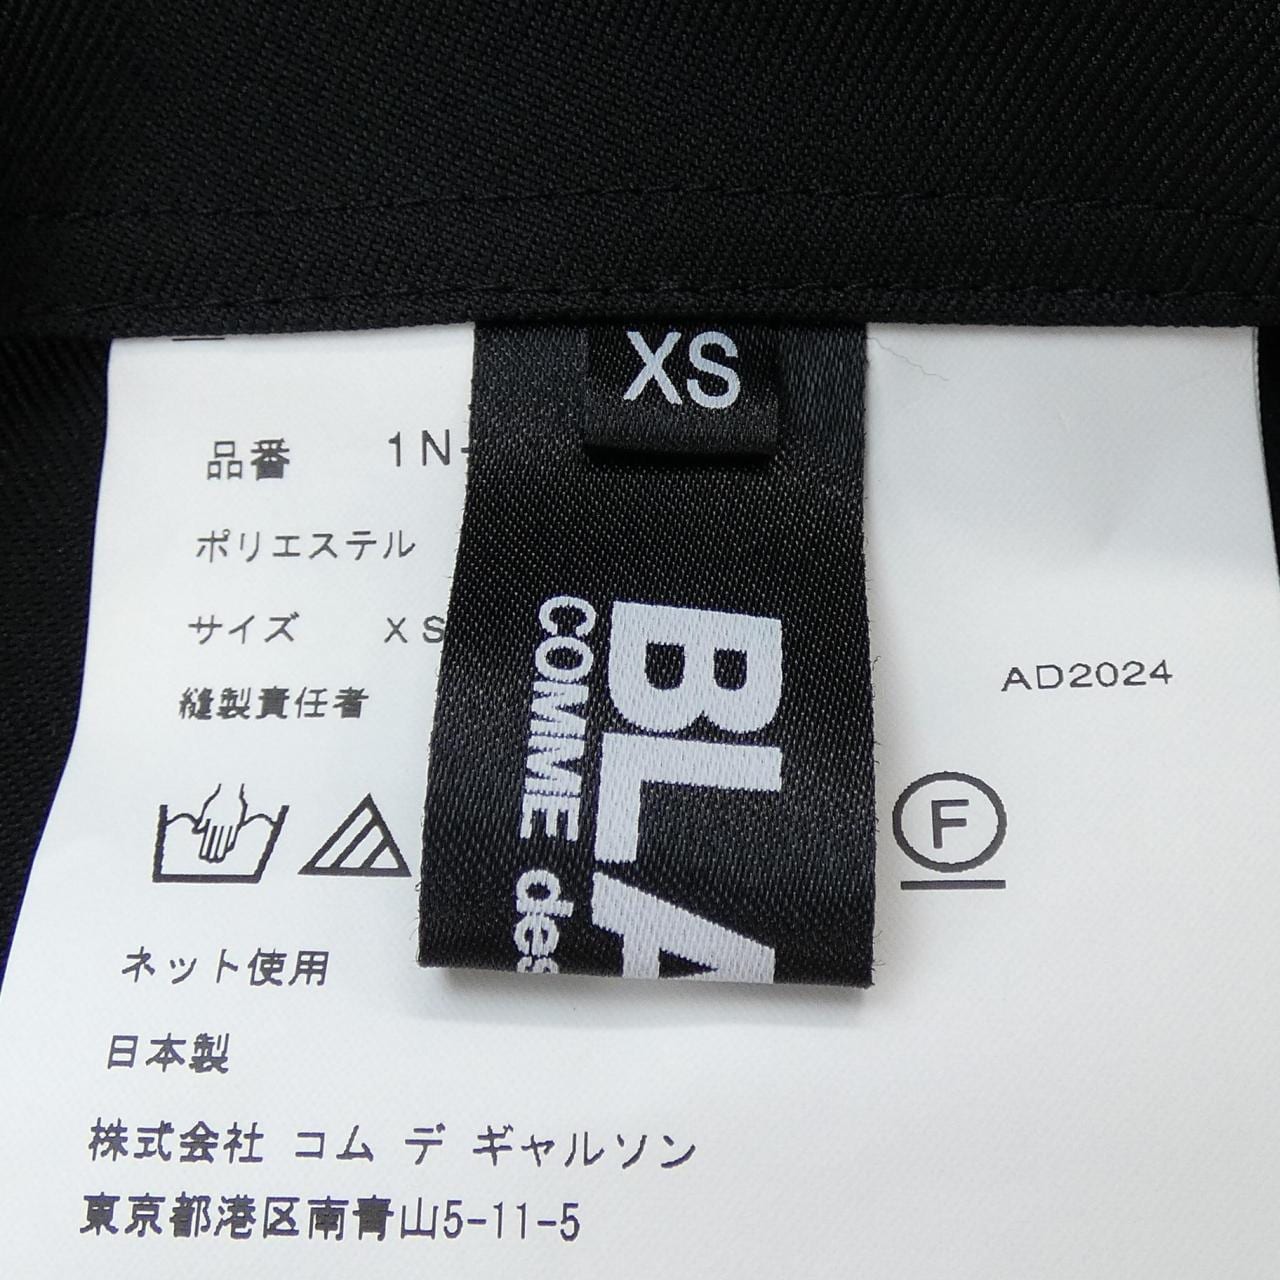 XS
BLA
COMME des
品番 1N-
ポリエステル
サイズ XS
縫製責任者
AD2024
F
ネット使用
日本製
株式会社 コム デ ギャルソン
東京都港区南青山5-11-5